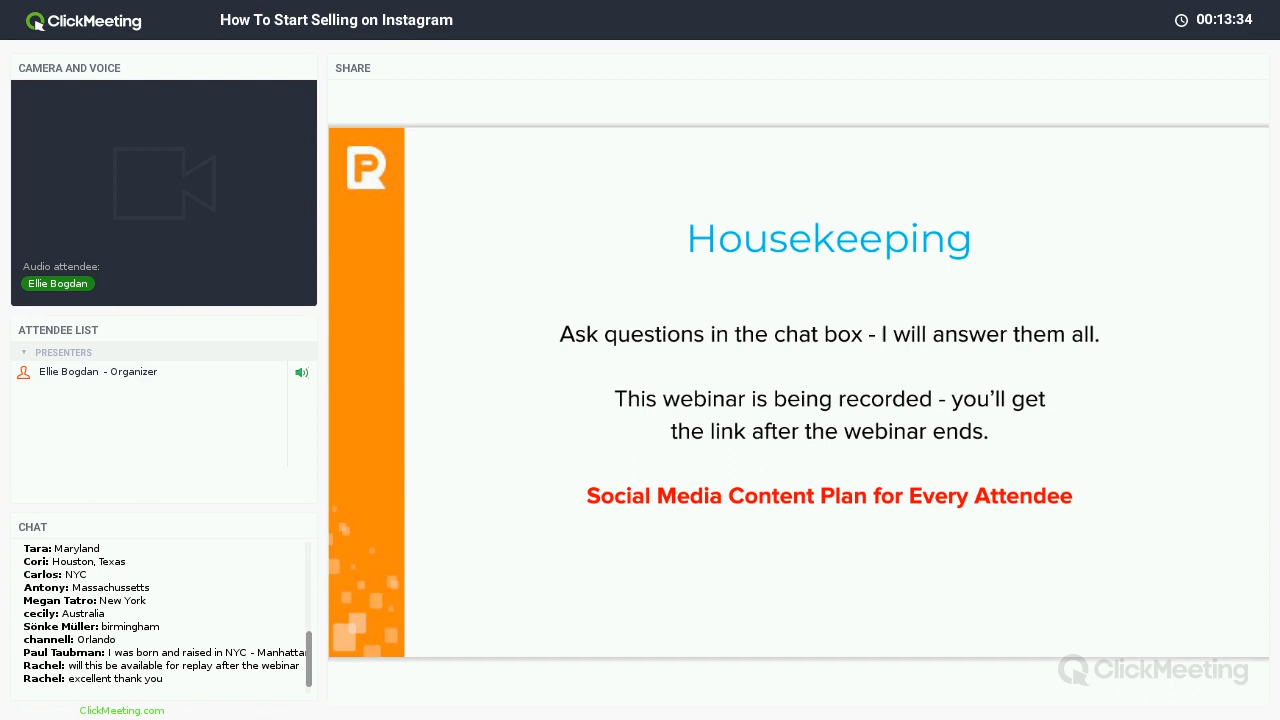 ClickMeeting
How To Start Selling on Instagram
00:13:34
CAMERA AND VOICE
Audio attendee:
Ellie Bogdan
ATTENDEE LIST
PRESENTERS
Ellie Bogdan - Organizer
CHAT
Tara: Maryland
Cori: Houston, Texas
Carlos: NYC
Antony: Massachussetts
Megan Tatro: New York
cecily: Australia
Sönke Müller: birmingham
channell: Orlando
Paul Taubman: I was born and raised in NYC - Manhattan
Rachel: will this be available for replay after the webinar
Rachel: excellent thank you
ClickMeeting.com
SHARE
PR
Housekeeping
Ask questions in the chat box - I will answer them all.
This webinar is being recorded - you’ll get
the link after the webinar ends.
Social Media Content Plan for Every Attendee
ClickMeeting